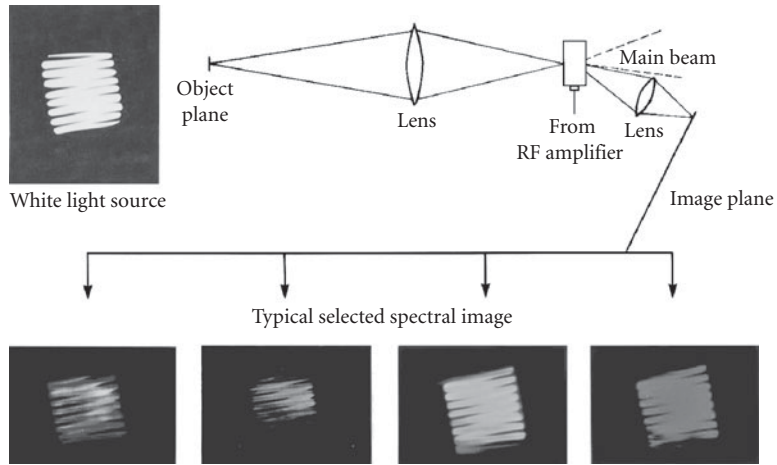 White light source
Object
plane
Lens
From
RF amplifier
Main beam
Lens
Image plane
Typical selected spectral image